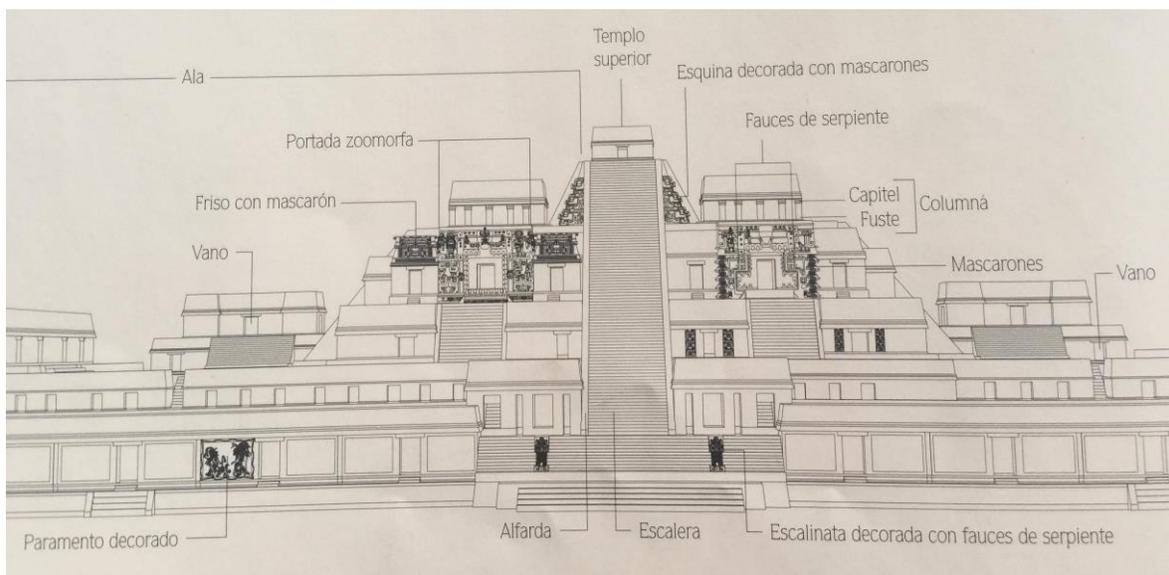 Templo
superior
Ala
Esquina decorada con mascarones
Portada zoomorfa
Fauces de serpiente
Friso con mascarón
Capitel
Fuste
Columná
Vano
Mascarones
Vano
Paramento decorado
Alfarda
Escalera
Escalinata decorada con fauces de serpiente